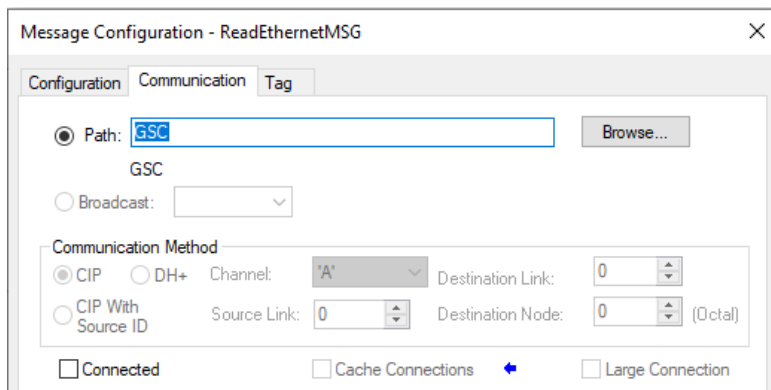 Message Configuration - ReadEthernetMSG
Configuration Communication Tag
Path: GSC Browse...
GSC
Broadcast:
Communication Method
CIP DH+ Channel: 'A' Destination Link: 0
CIP With Source ID Source Link: 0 Destination Node: 0 (Octal)
Connected Cache Connections Large Connection